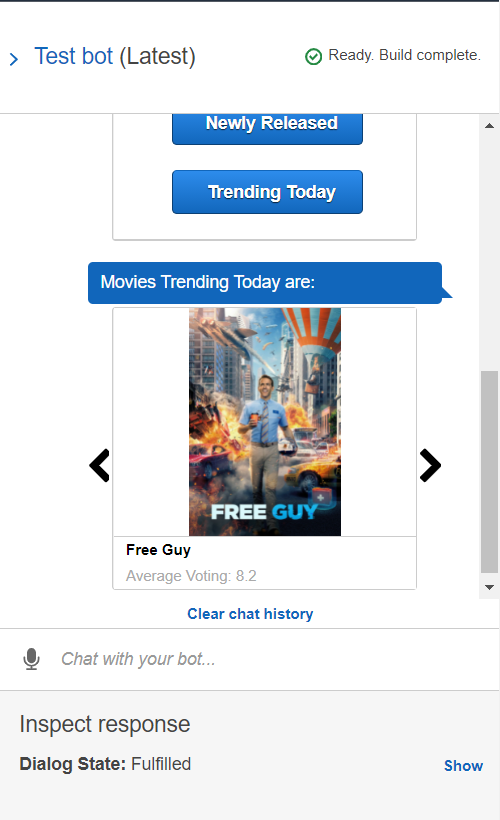 Test bot (Latest)
Ready. Build complete.
Newly Released
Trending Today
Movies Trending Today are:
FREE GUY
Free Guy
Average Voting: 8.2
Clear chat history
Chat with your bot...
Inspect response
Dialog State: Fulfilled
Show